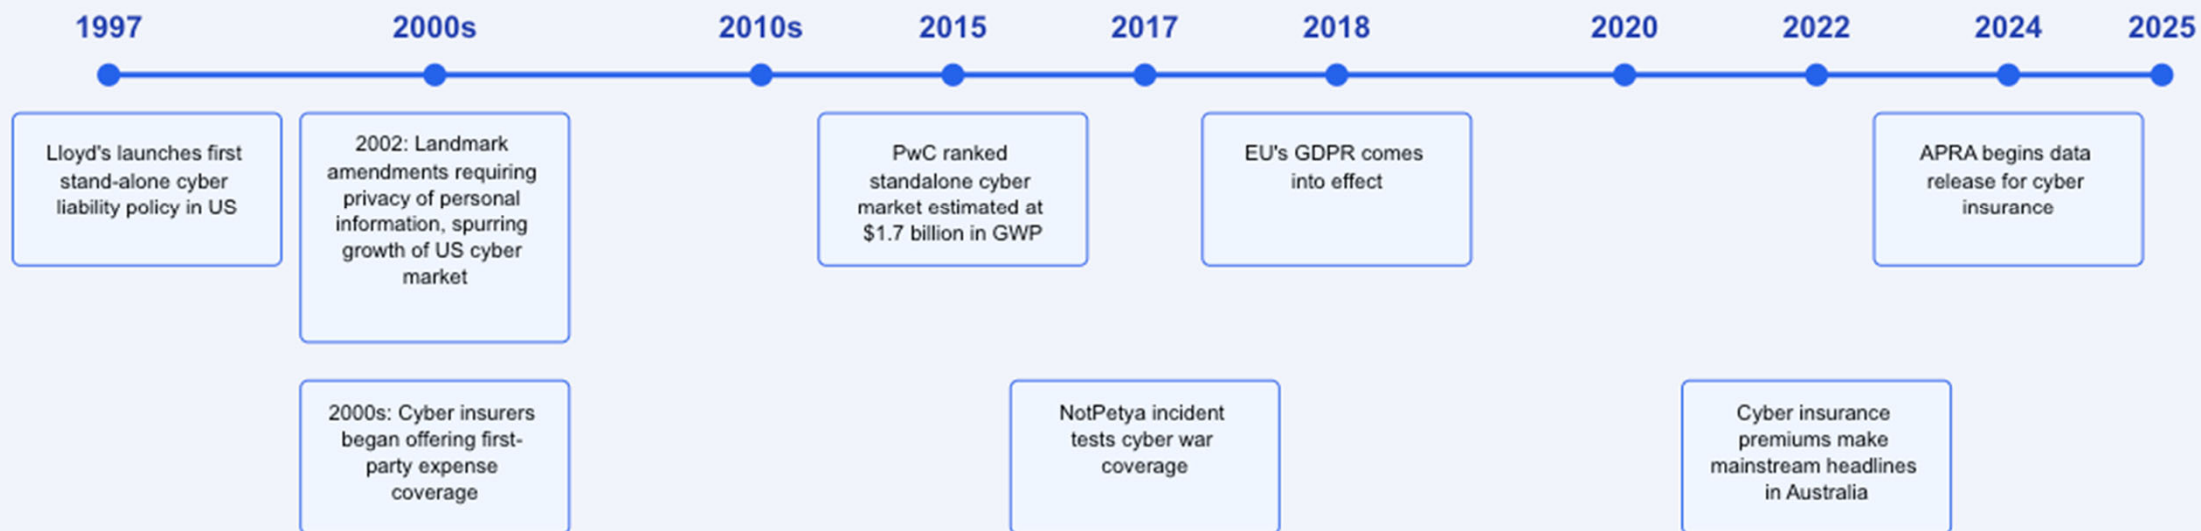 1997
2000s
2010s
2015
2017
2018
2020
2022
2024
2025
Lloyd's launches first
stand-alone cyber
liability policy in US
2002: Landmark
amendments requiring
privacy of personal
information, spurring
growth of US cyber
market
PwC ranked
standalone cyber
market estimated at
$1.7 billion in GWP
EU's GDPR comes
into effect
APRA begins data
release for cyber
insurance
2000s: Cyber insurers
began offering first-
party expense
coverage
NotPetya incident
tests cyber war
coverage
Cyber insurance
premiums make
mainstream headlines
in Australia